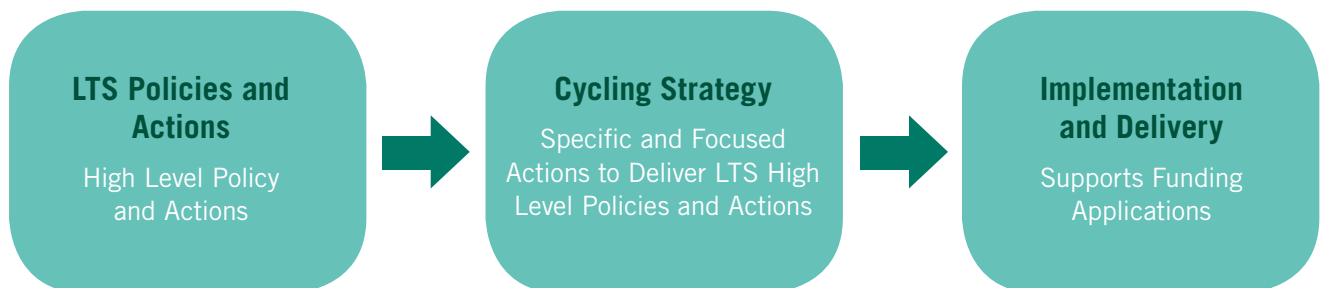 LTS Policies and
Actions
High Level Policy
and Actions
Cycling Strategy
Specific and Focused
Actions to Deliver LTS High
Level Policies and Actions
Implementation
and Delivery
Supports Funding
Applications